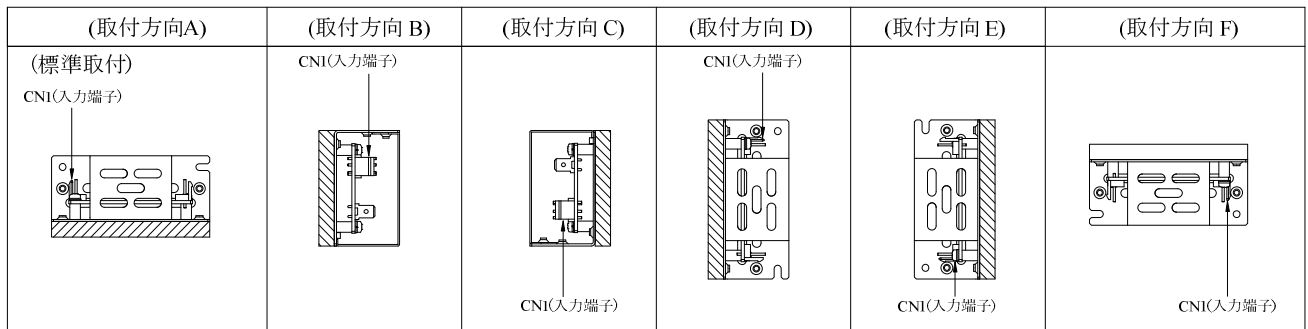 (取付方向A)
(取付方向 B)
(取付方向 C)
(取付方向 D)
(取付方向 E)
(取付方向 F)
(標準取付)
CN1(入力端子)
CN1(入力端子)
CN1(入力端子)
CN1(入力端子)
CN1(入力端子)
CN1(入力端子)